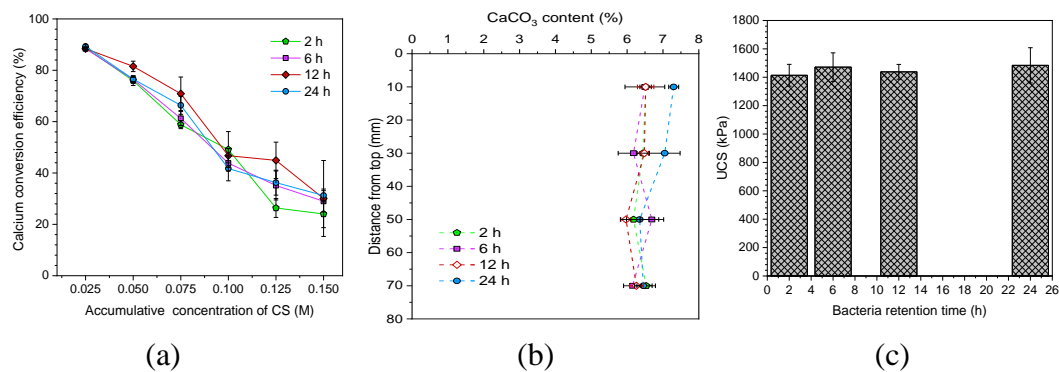 100
80
60
40
20
0
Calcium conversion efficiency (%)
2 h
6 h
12 h
24 h
0.025 0.050 0.075 0.100 0.125 0.150
Accumulative concentration of CS (M)
(a)
CaCO3 content (%)
0 1 2 3 4 5 6 7 8
0
10
20
30
40
50
60
70
80
Distance from top (mm)
2 h
6 h
12 h
24 h
(b)
1800
1600
1400
1200
1000
800
600
400
200
0
UCS (kPa)
0 2 4 6 8 10 12 14 16 18 20 22 24 26
Bacteria retention time (h)
(c)